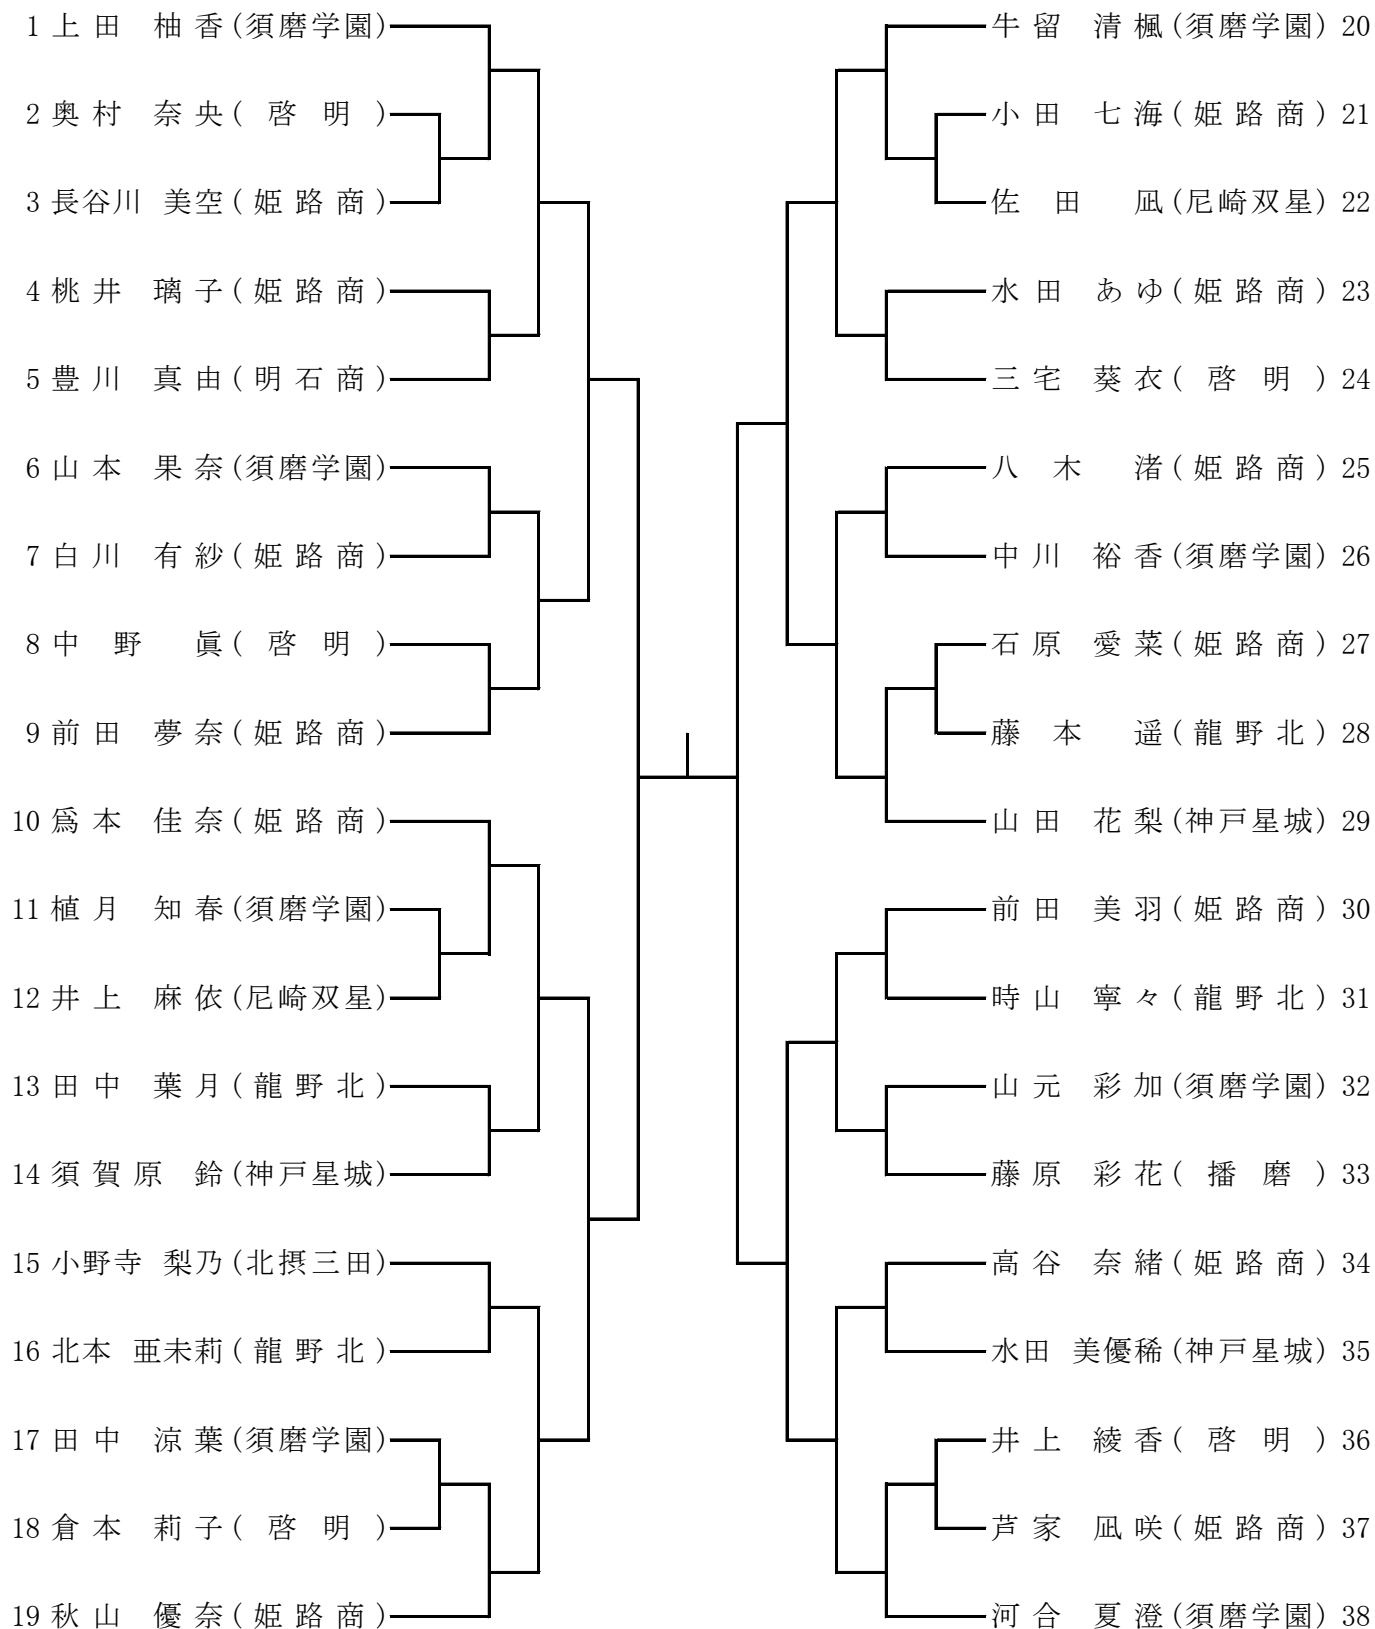 1 上田 柚香(須磨学園)
2 奥村 奈央(啓明)
3 長谷川 美空(姫路商)
4 桃井 璃子(姫路商)
5 豊川 真由(明石商)
6 山本 果奈(須磨学園)
7 白川 有紗(姫路商)
8 中野 眞(啓明)
9 前田 夢奈(姫路商)
10 爲本 佳奈(姫路商)
11 植月 知春(須磨学園)
12 井上 麻依(尼崎双星)
13 田中 葉月(龍野北)
14 須賀原 鈴(神戸星城)
15 小野寺 梨乃(北摂三田)
16 北本 亜未莉(龍野北)
17 田中 涼葉(須磨学園)
18 倉本 莉子(啓明)
19 秋山 優奈(姫路商)
牛留 清楓(須磨学園) 20
小田 七海(姫路商) 21
佐田 凪(尼崎双星) 22
水田 あゆ(姫路商) 23
三宅 葵衣(啓明) 24
八木 渚(姫路商) 25
中川 裕香(須磨学園) 26
石原 愛菜(姫路商) 27
藤本 遥(龍野北) 28
山田 花梨(神戸星城) 29
前田 美羽(姫路商) 30
時山 寧々(龍野北) 31
山元 彩加(須磨学園) 32
藤原 彩花(播磨) 33
高谷 奈緒(姫路商) 34
水田 美優稀(神戸星城) 35
井上 綾香(啓明) 36
芦家 凪咲(姫路商) 37
河合 夏澄(須磨学園) 38